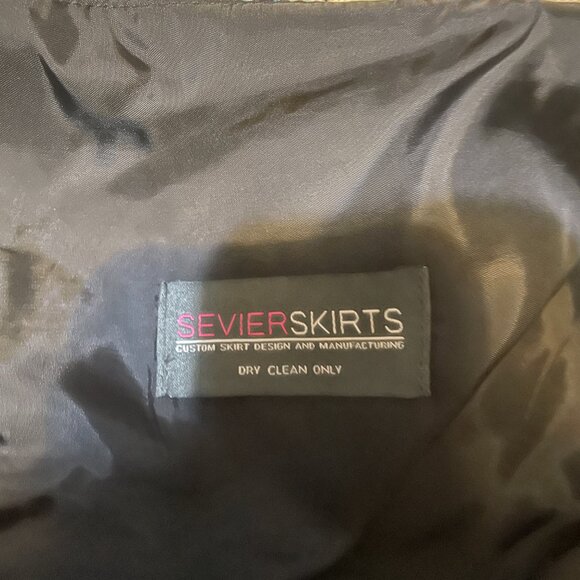 SEVIERSKIRTS
CUSTOM SKIRT DESIGN AND MANUFACTURING
DRY CLEAN ONLY